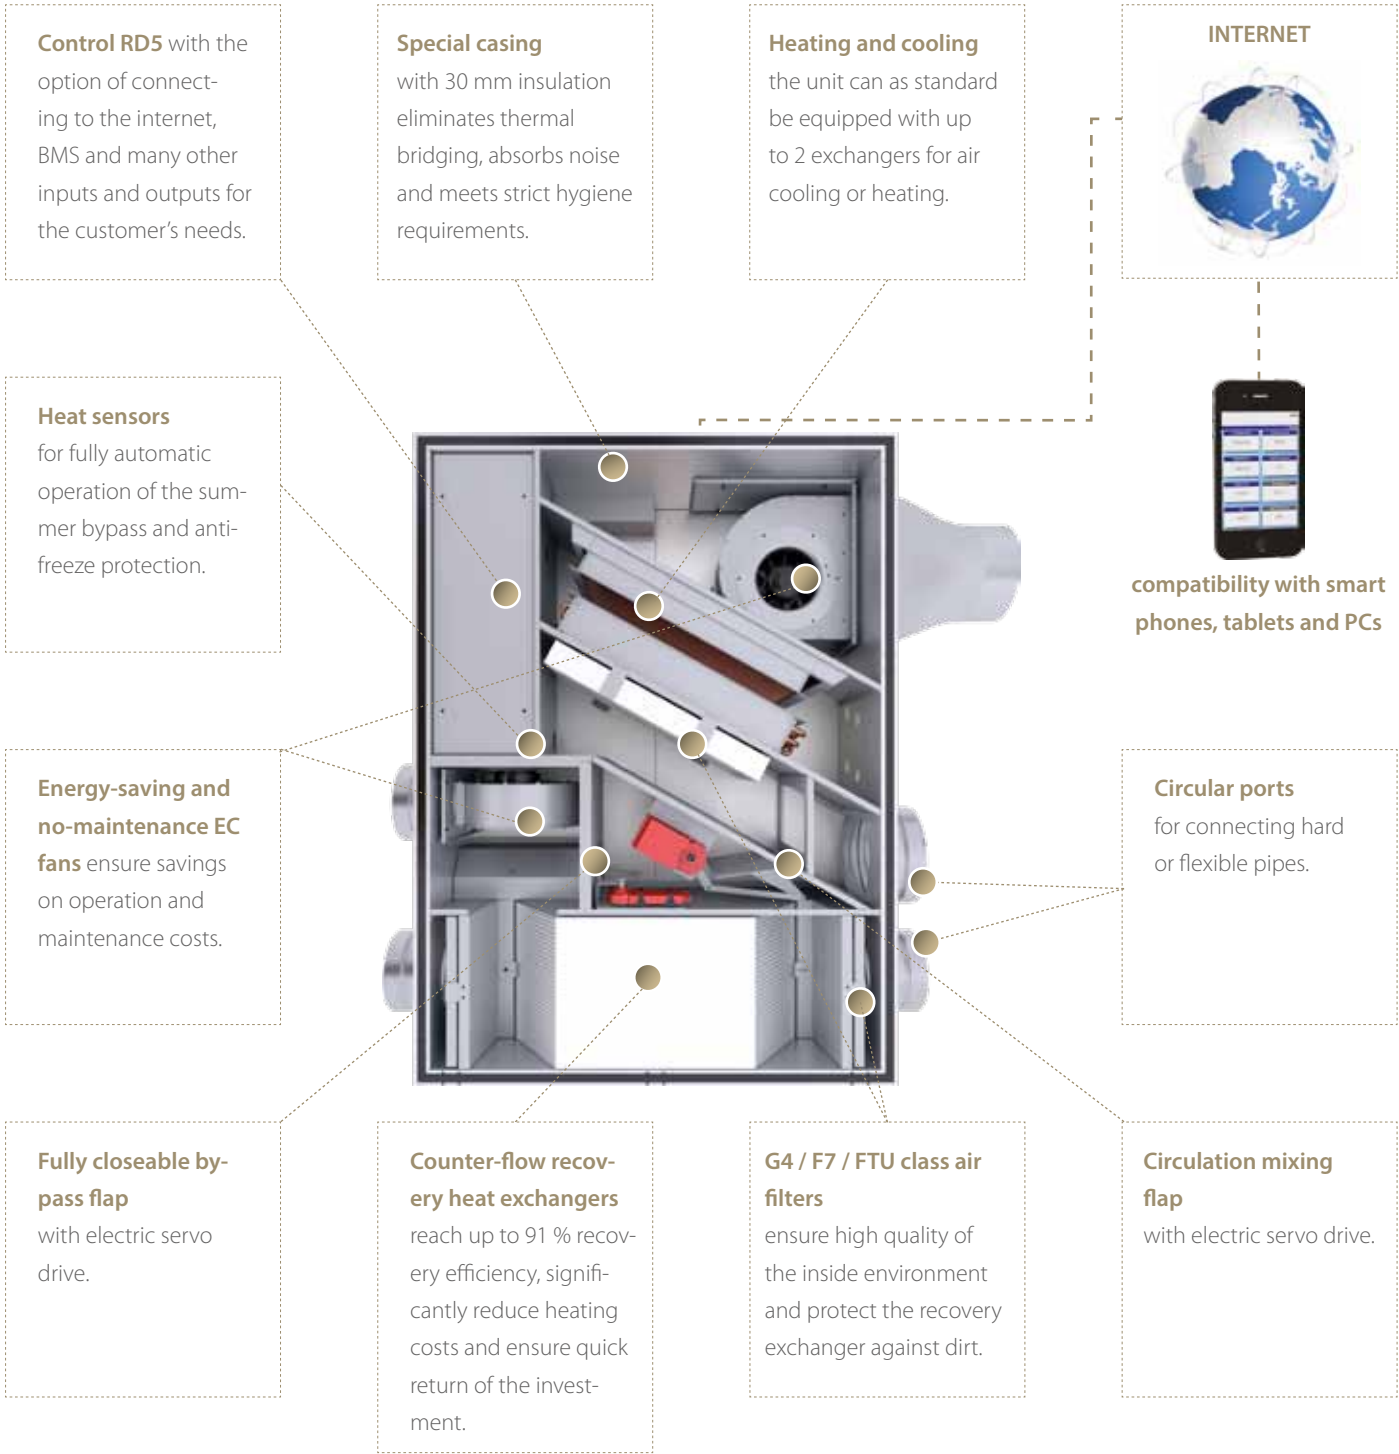 Control RD5 with the
option of connect-
ing to the internet,
BMS and many other
inputs and outputs for
the customer's needs.
Special casing
with 30 mm insulation
eliminates thermal
bridging, absorbs noise
and meets strict hygiene
requirements.
Heating and cooling
the unit can as standard
be equipped with up
to 2 exchangers for air
cooling or heating.
INTERNET
Heat sensors
for fully automatic
operation of the sum-
mer bypass and anti-
freeze protection.
compatibility with smart
phones, tablets and PCs
Energy-saving and
no-maintenance EC
fans ensure savings
on operation and
maintenance costs.
Circular ports
for connecting hard
or flexible pipes.
Fully closeable by-
pass flap
with electric servo
drive.
Counter-flow recov-
ery heat exchangers
reach up to 91 % recov-
ery efficiency, signifi-
cantly reduce heating
costs and ensure quick
return of the invest-
ment.
G4 / F7 / FTU class air
filters
ensure high quality of
the inside environment
and protect the recovery
exchanger against dirt.
Circulation mixing
flap
with electric servo drive.